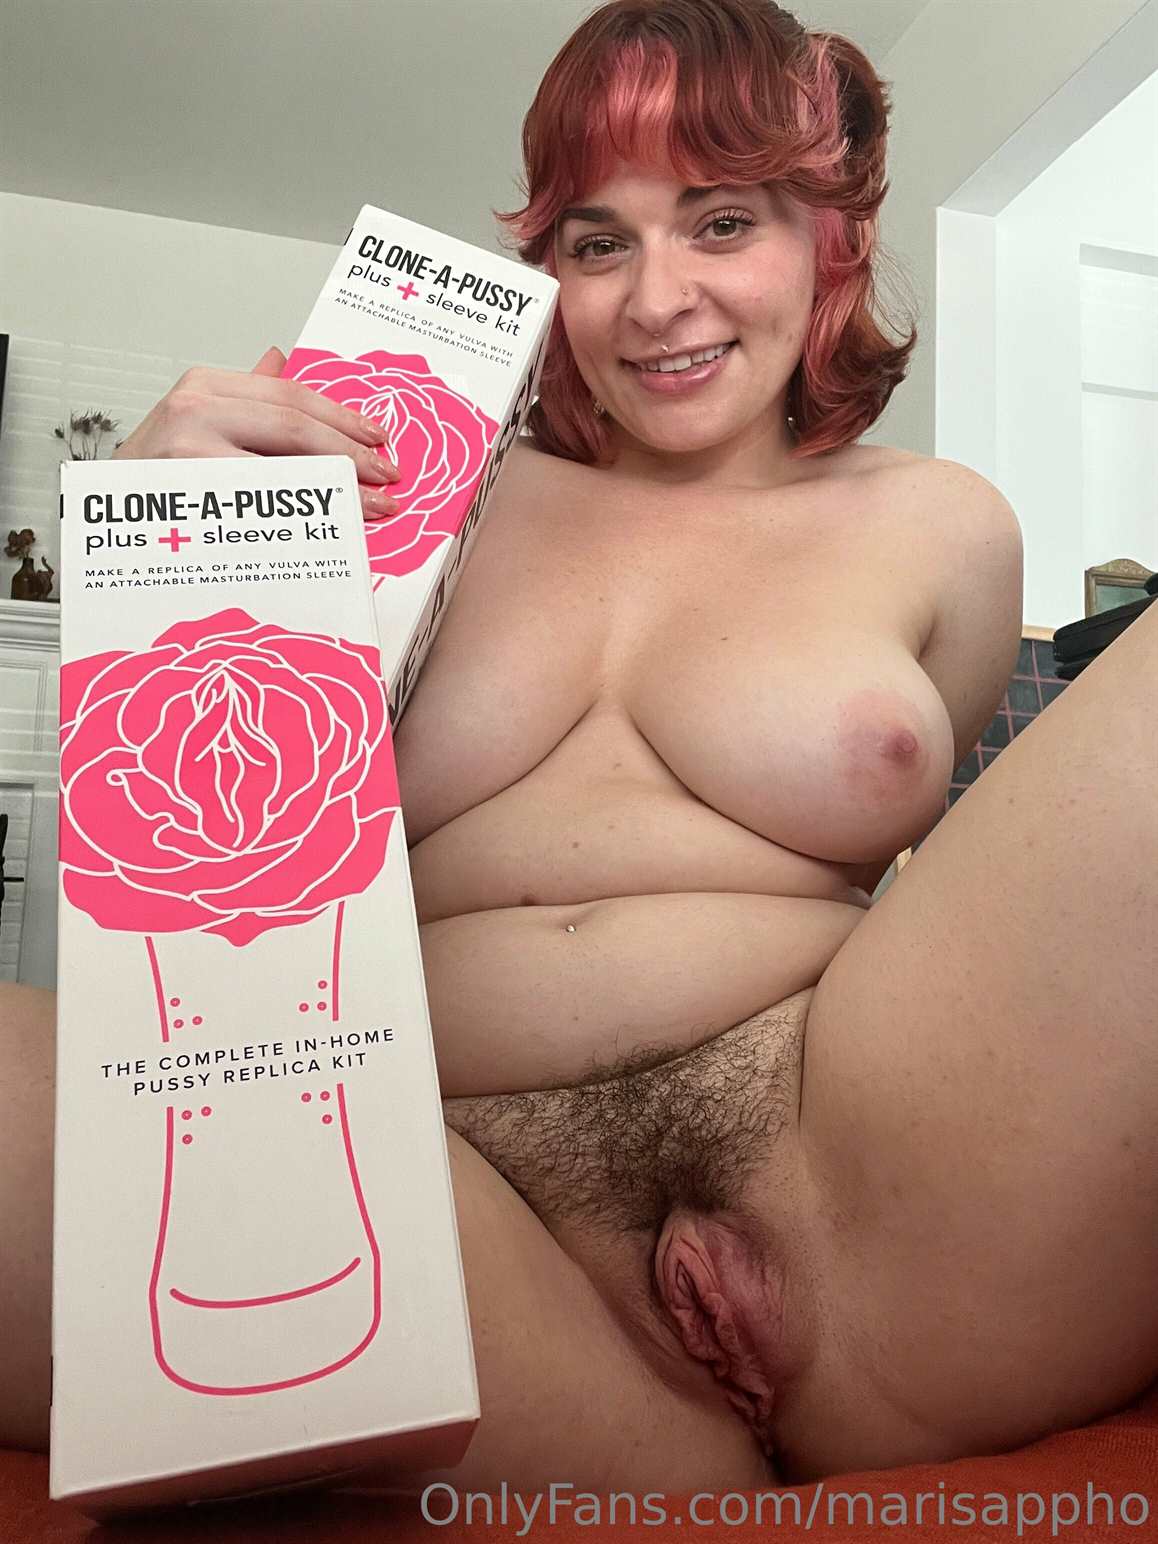 CLONE-A-PUSSY®
plus + sleeve kit
MAKE A REPLICA OF ANY VULVA WITH
AN ATTACHABLE MASTURBATION SLEEVE
CLONE-A-PUSSY®
plus + sleeve kit
MAKE A REPLICA OF ANY VULVA WITH
AN ATTACHABLE MASTURBATION SLEEVE
THE COMPLETE IN-HOME
PUSSY REPLICA KIT
OnlyFans.com/marisappho